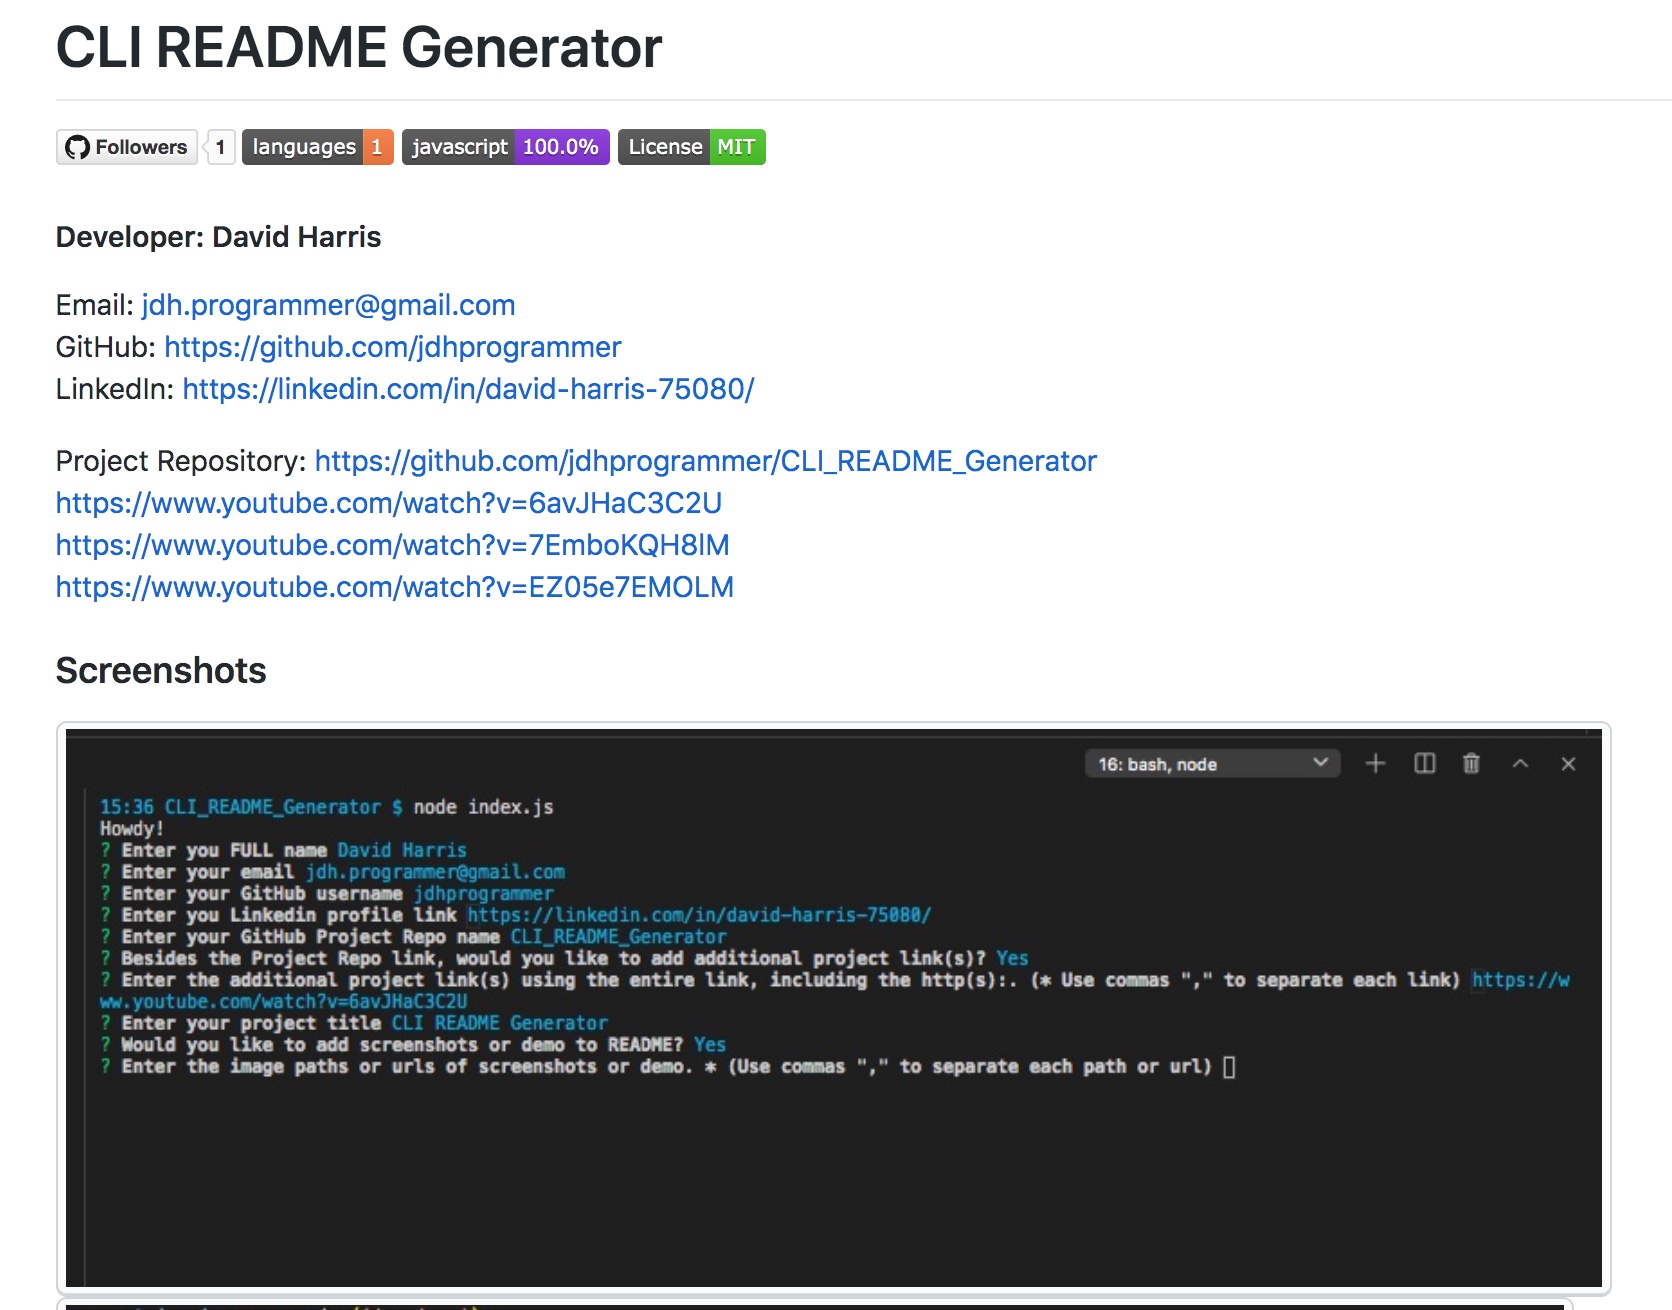 CLI README Generator
Followers 1 languages 1 javascript 100.0% License MIT
Developer: David Harris
Email: jdh.programmer@gmail.com
GitHub: https://github.com/jdhprogrammer
LinkedIn: https://linkedin.com/in/david-harris-75080/
Project Repository: https://github.com/jdhprogrammer/CLI_README_Generator
https://www.youtube.com/watch?v=6avJHaC3C2U
https://www.youtube.com/watch?v=7EmboKQH8lM
https://www.youtube.com/watch?v=EZ05e7EMOLM
Screenshots
16: bash, node
15:36 CLI_README_Generator $ node index.js
Howdy!
? Enter you FULL name David Harris
? Enter your email jdh.programmer@gmail.com
? Enter your GitHub username jdhprogrammer
? Enter you Linkedin profile link https://linkedin.com/in/david-harris-75080/
? Enter your GitHub Project Repo name CLI_README_Generator
? Besides the Project Repo link, would you like to add additional project link(s)? Yes
? Enter the additional project link(s) using the entire link, including the http(s):. (* Use commas "," to separate each link) https://w
ww.youtube.com/watch?v=6avJHaC3C2U
? Enter your project title CLI README Generator
? Would you like to add screenshots or demo to README? Yes
? Enter the image paths or urls of screenshots or demo. * (Use commas "," to separate each path or url)